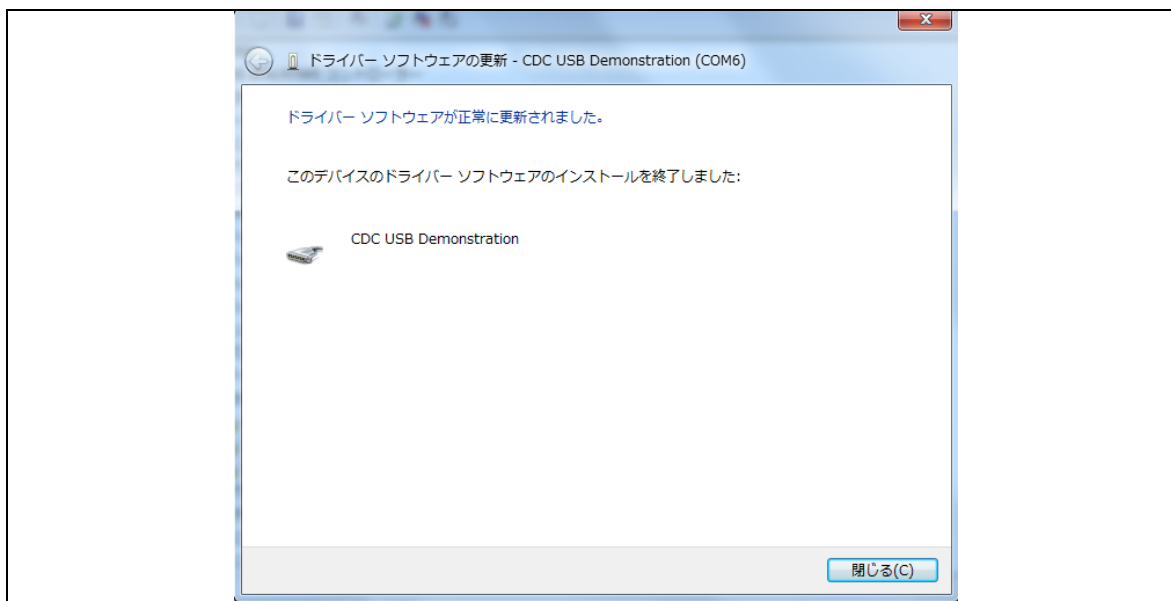 ドライバー ソフトウェアの更新 - CDC USB Demonstration (COM6)
ドライバー ソフトウェアが正常に更新されました。
このデバイスのドライバー ソフトウェアのインストールを終了しました:
CDC USB Demonstration
閉じる(C)